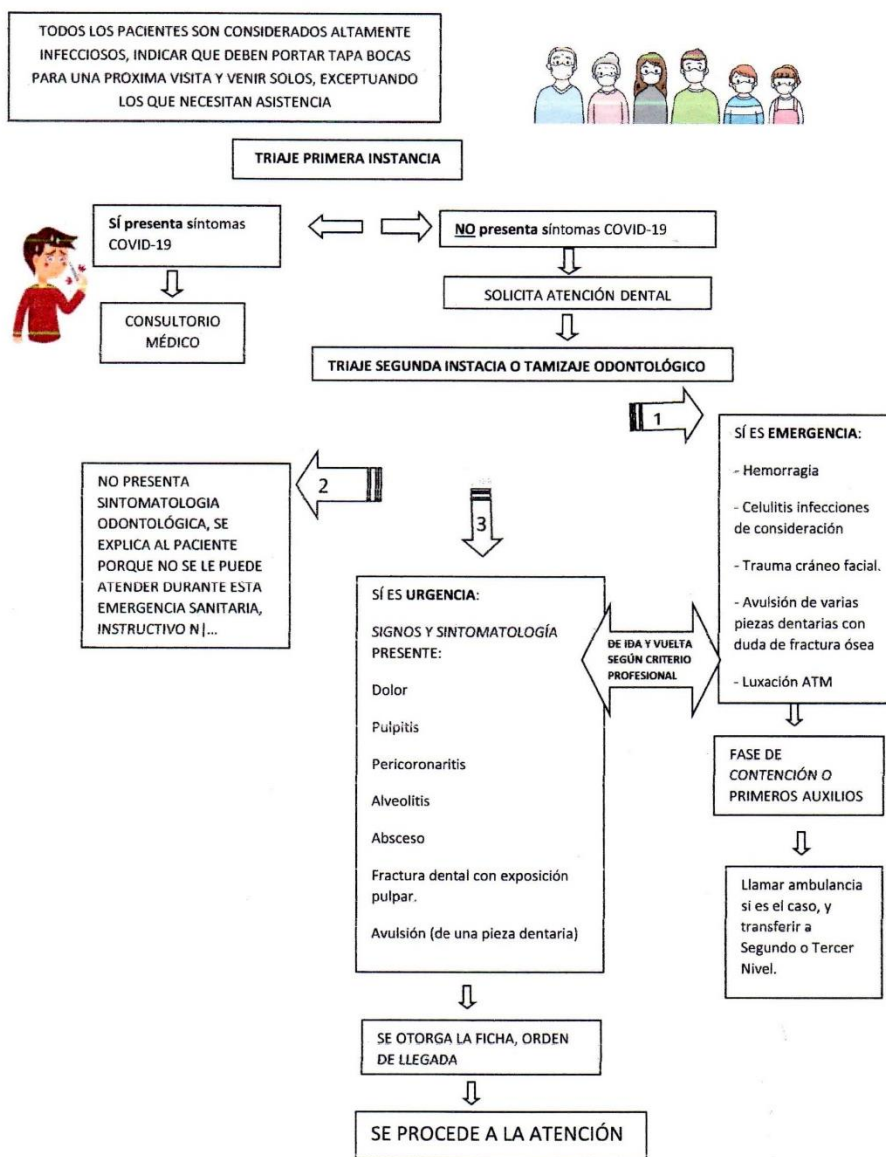 TODOS LOS PACIENTES SON CONSIDERADOS ALTAMENTE
INFECCIOSOS, INDICAR QUE DEBEN PORTAR TAPA BOCAS
PARA UNA PROXIMA VISITA Y VENIR SOLOS, EXCEPTUANDO
LOS QUE NECESITAN ASISTENCIA
TRIAJE PRIMERA INSTANCIA
SÍ presenta síntomas
COVID-19
NO presenta síntomas COVID-19
CONSULTORIO
MÉDICO
SOLICITA ATENCIÓN DENTAL
TRIAJE SEGUNDA INSTACIA O TAMIZAJE ODONTOLÓGICO
1
SÍ ES EMERGENCIA:
- Hemorragia
- Celulitis infecciones
de consideración
- Trauma cráneo facial.
- Avulsión de varias
piezas dentarias con
duda de fractura ósea
- Luxación ATM
2
NO PRESENTA
SINTOMATOLOGIA
ODONTOLÓGICA, SE
EXPLICA AL PACIENTE
PORQUE NO SE LE PUEDE
ATENDER DURANTE ESTA
EMERGENCIA SANITARIA,
INSTRUCTIVO N|...
3
SÍ ES URGENCIA:
SIGNOS Y SINTOMATOLOGÍA
PRESENTE:
Dolor
Pulpitis
Pericoronaritis
Alveolitis
Absceso
Fractura dental con exposición
pulpar.
Avulsión (de una pieza dentaria)
DE IDA Y VUELTA
SEGÚN CRITERIO
PROFESIONAL
FASE DE
CONTENCIÓN O
PRIMEROS AUXILIOS
Llamar ambulancia
si es el caso, y
transferir a
Segundo o Tercer
Nivel.
SE OTORGA LA FICHA, ORDEN
DE LLEGADA
SE PROCEDE A LA ATENCIÓN